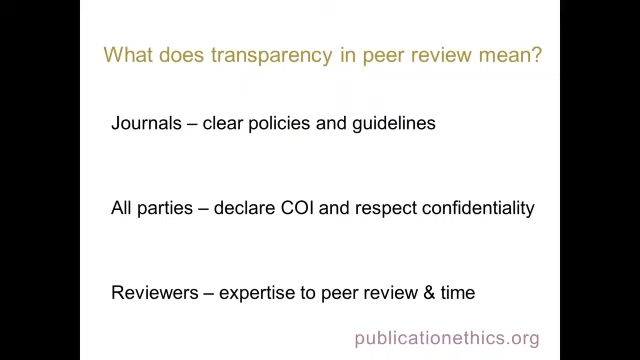 What does transparency in peer review mean?
Journals – clear policies and guidelines
All parties – declare COI and respect confidentiality
Reviewers – expertise to peer review & time
publicationethics.org